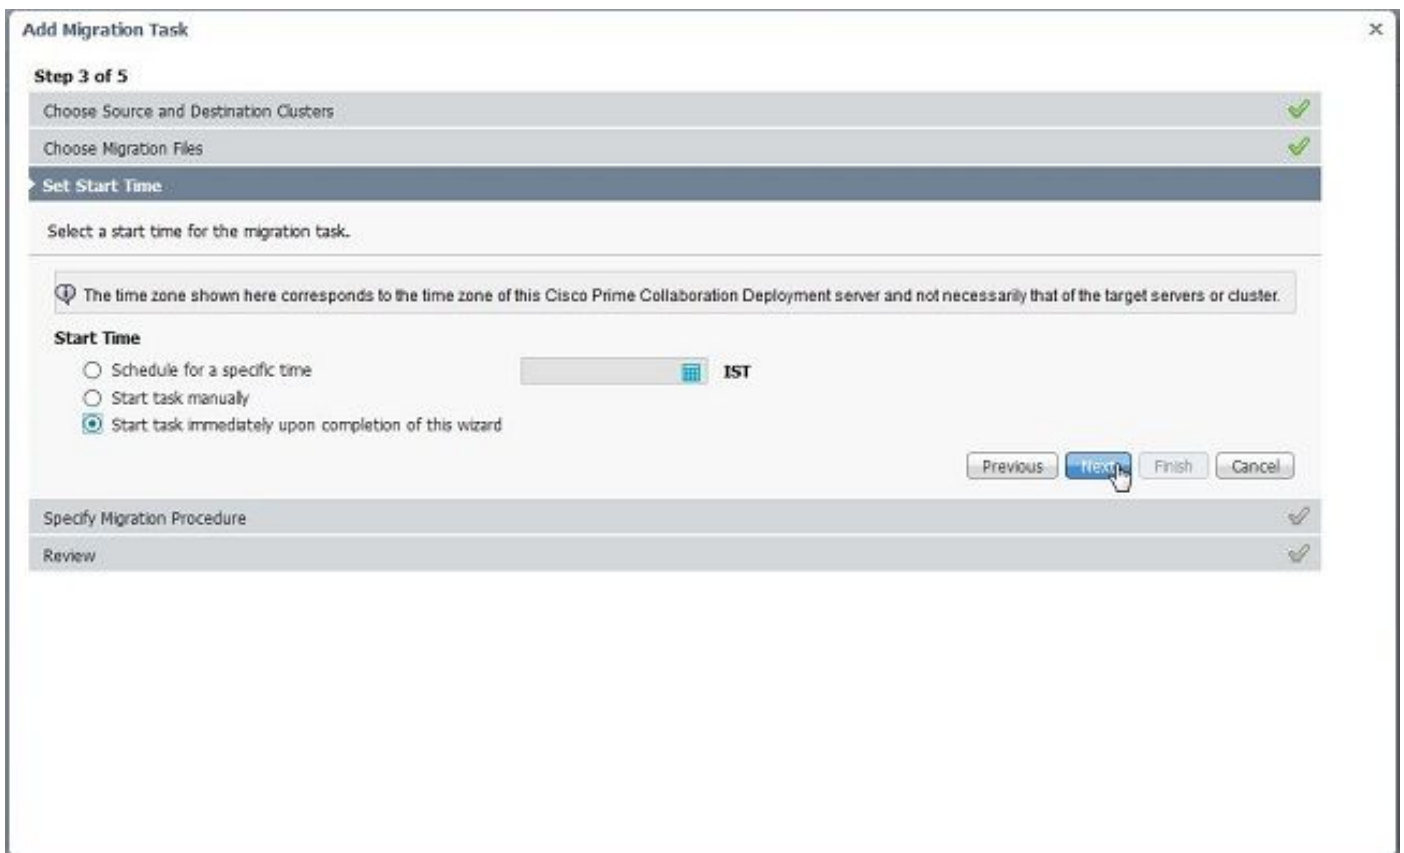 Add Migration Task
Step 3 of 5
Choose Source and Destination Clusters
Choose Migration Files
Set Start Time
Select a start time for the migration task.
The time zone shown here corresponds to the time zone of this Cisco Prime Collaboration Deployment server and not necessarily that of the target servers or cluster.
Start Time
Schedule for a specific time IST
Start task manually
Start task immediately upon completion of this wizard
Previous Next Finish Cancel
Specify Migration Procedure
Review